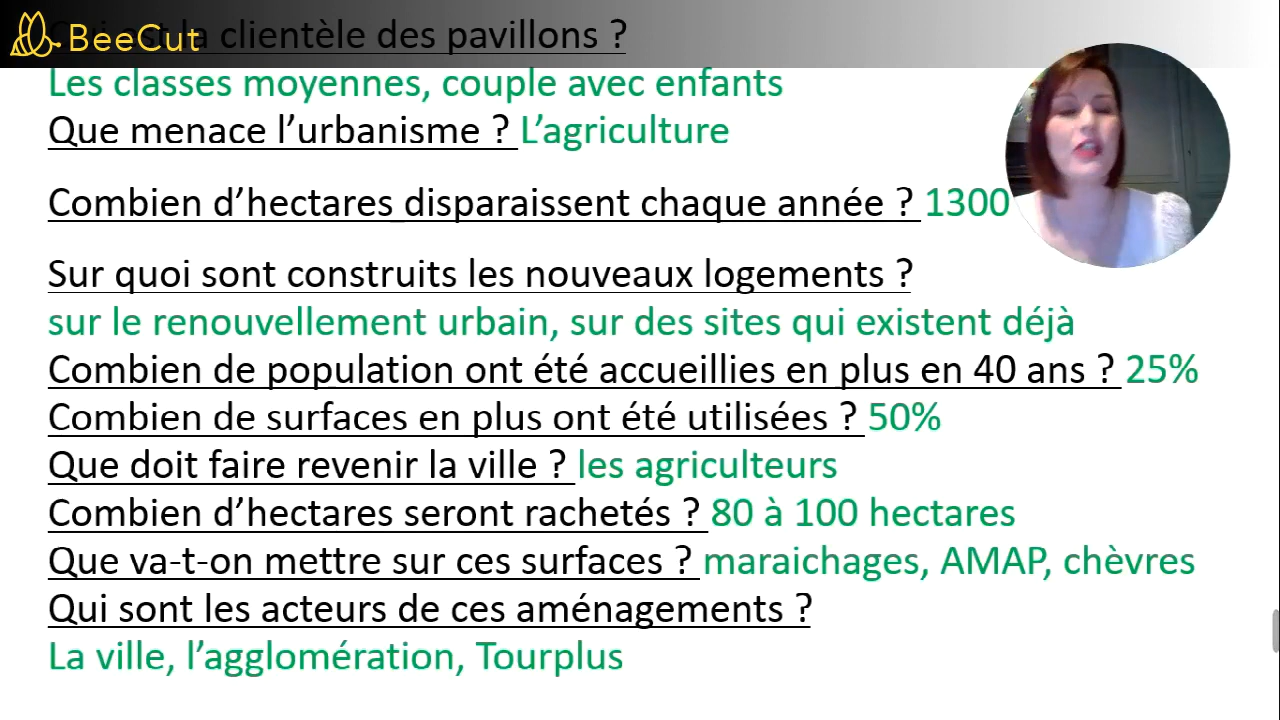 BeeCut
Qui est la clientèle des pavillons ?
Les classes moyennes, couple avec enfants
Que menace l’urbanisme ? L’agriculture
Combien d’hectares disparaissent chaque année ? 1300
Sur quoi sont construits les nouveaux logements ?
sur le renouvellement urbain, sur des sites qui existent déjà
Combien de population ont été accueillies en plus en 40 ans ? 25%
Combien de surfaces en plus ont été utilisées ? 50%
Que doit faire revenir la ville ? les agriculteurs
Combien d’hectares seront rachetés ? 80 à 100 hectares
Que va-t-on mettre sur ces surfaces ? maraichages, AMAP, chèvres
Qui sont les acteurs de ces aménagements ?
La ville, l’agglomération, Tourplus